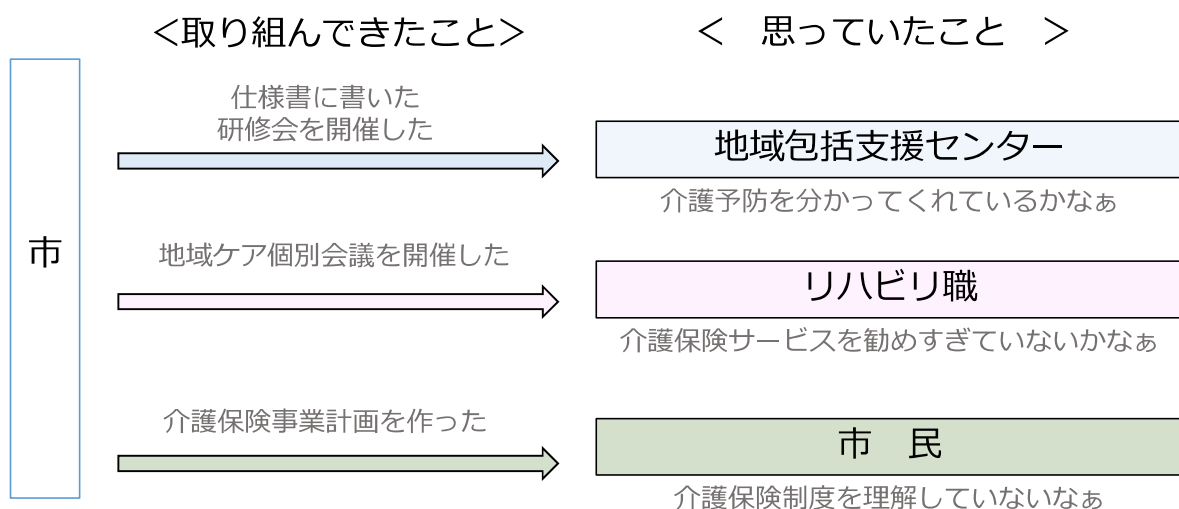 ＜取り組んできたこと＞
＜　思っていたこと　＞
市
仕様書に書いた
研修会を開催した
地域包括支援センター
介護予防を分かってくれているかなぁ
地域ケア個別会議を開催した
リハビリ職
介護保険サービスを勧めすぎていないかなぁ
介護保険事業計画を作った
市　民
介護保険制度を理解していないなぁ